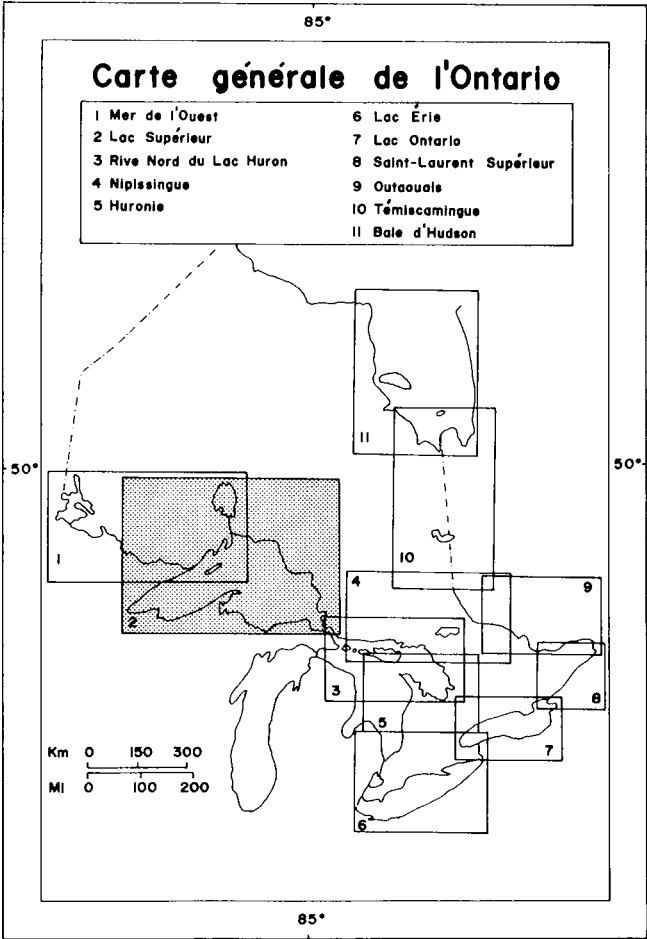 85°
Carte générale de l'Ontario
1 Mer de l'Ouest
2 Lac Supérieur
3 Rive Nord du Lac Huron
4 Nipissingue
5 Huronie
6 Lac Érie
7 Lac Ontario
8 Saint-Laurent Supérieur
9 Outaouais
10 Témiscamingue
11 Baie d'Hudson
11
50°
50°
1
10
4
9
2
3
8
5
7
Km 0 150 300
MI 0 100 200
6
85°